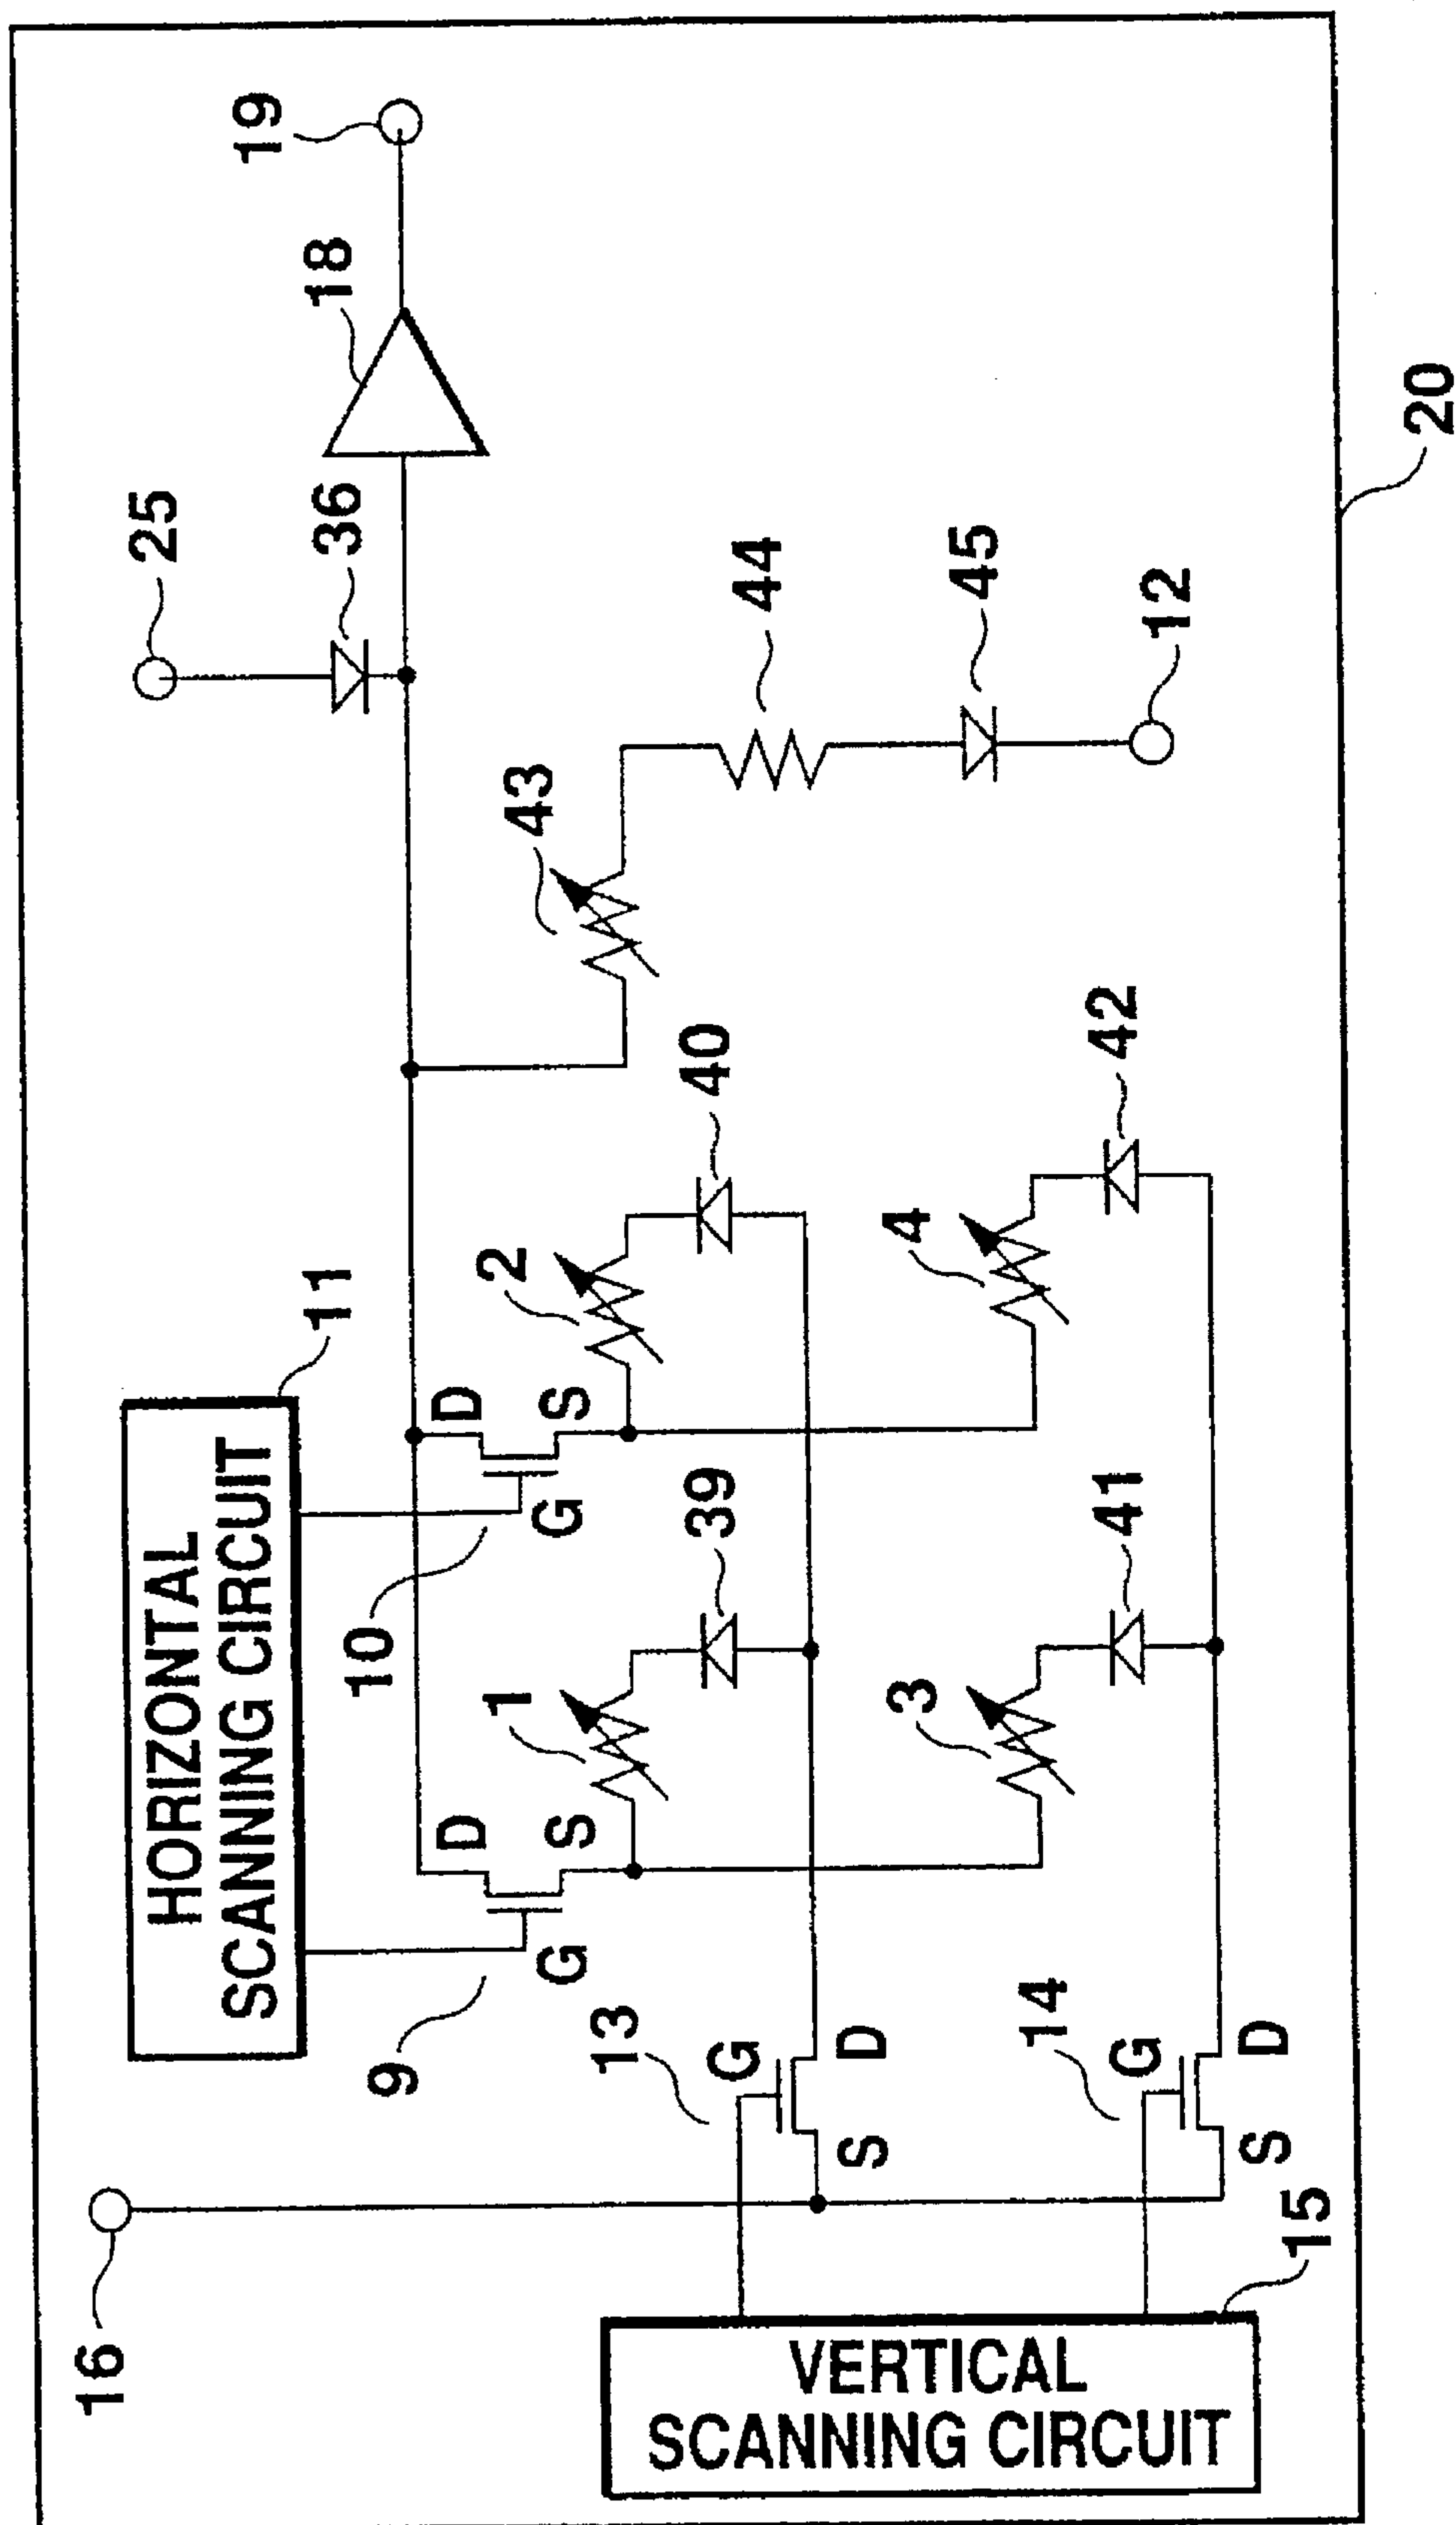 16
25
HORIZONTAL
SCANNING CIRCUIT
19
11
36
18
9
10
D
D
G
S
G
S
1
2
43
13
39
40
44
G
S
D
3
4
45
VERTICAL
SCANNING CIRCUIT
14
41
42
12
G
S
D
15
20